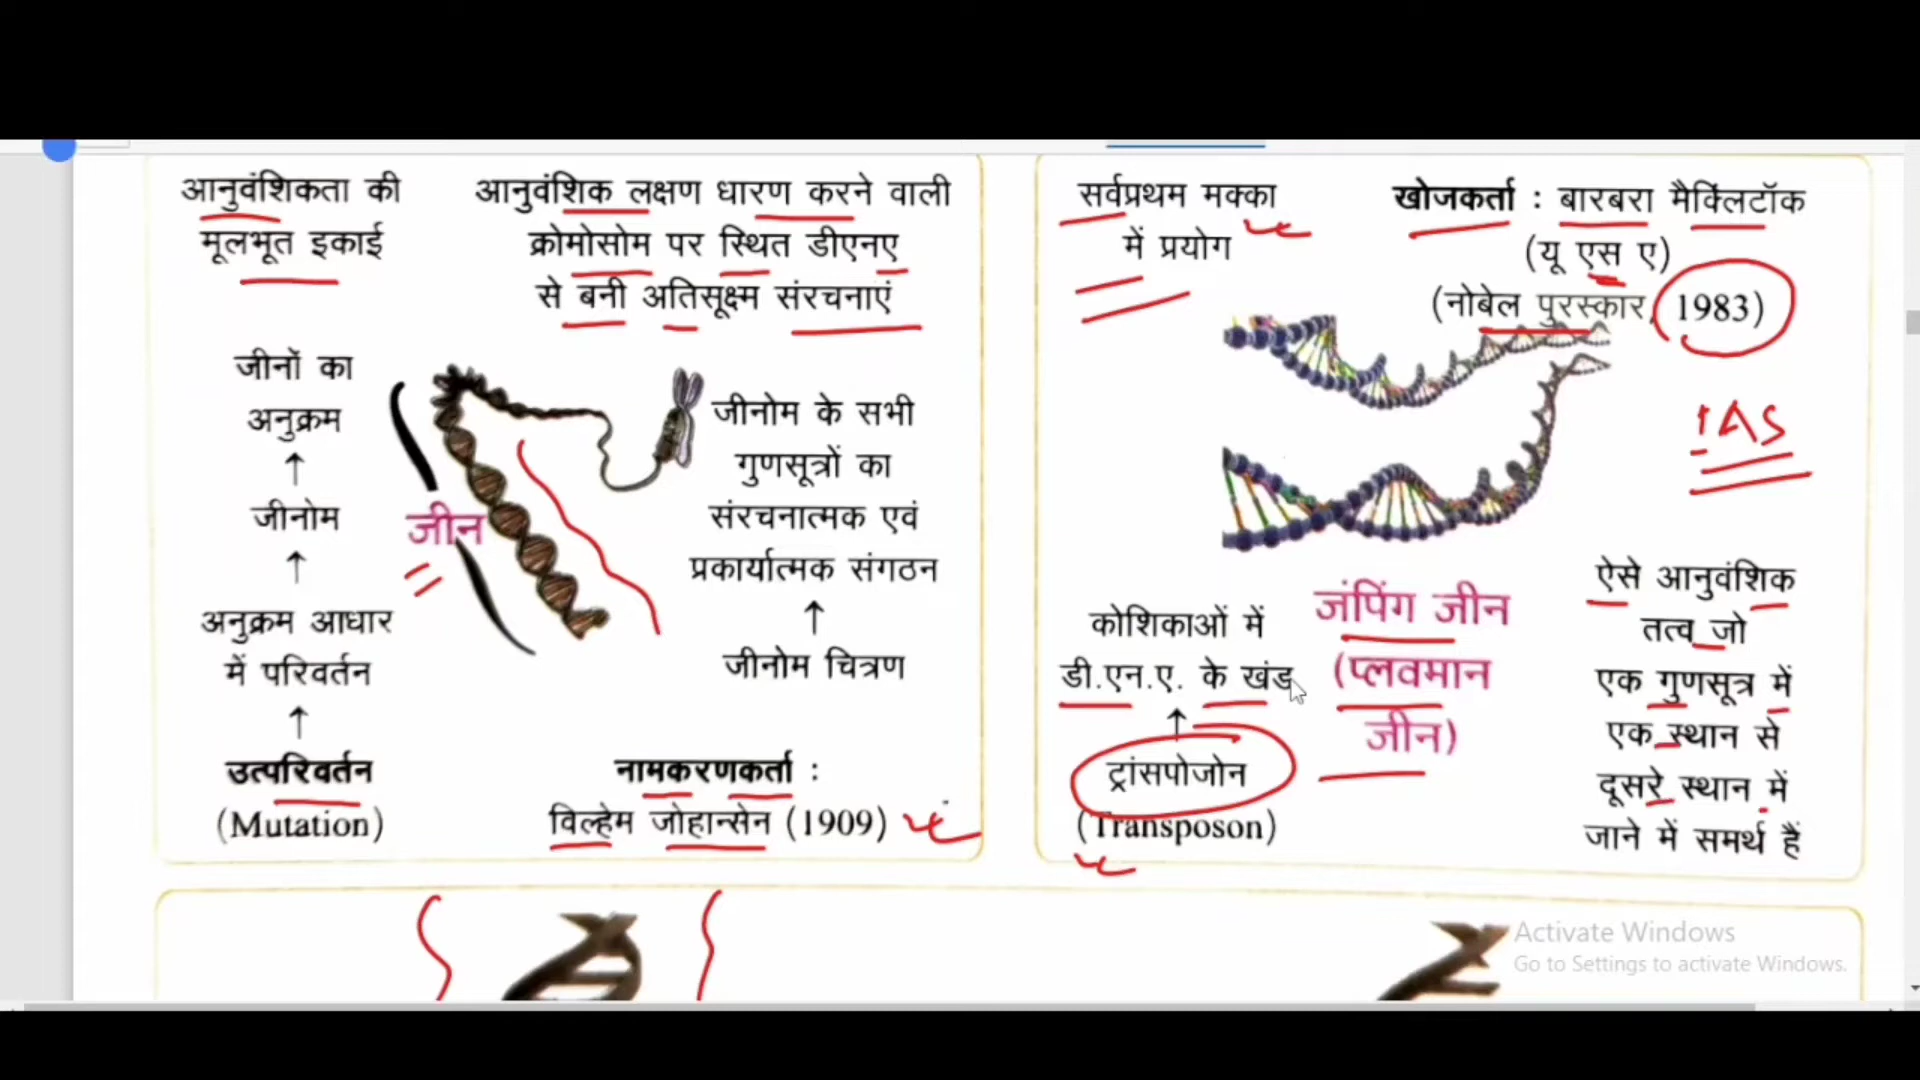 आनुवंशिकता की
मूलभूत इकाई
आनुवंशिक लक्षण धारण करने वाली
क्रोमोसोम पर स्थित डीएनए
से बनी अतिसूक्ष्म संरचनाएं
जीनों का
अनुक्रम
↑
जीनोम
↑
अनुक्रम आधार
में परिवर्तन
↑
उत्परिवर्तन
(Mutation)
जीन
जीनोम के सभी
गुणसूत्रों का
संरचनात्मक एवं
प्रकार्यात्मक संगठन
↑
जीनोम चित्रण
नामकरणकर्ता :
विल्हेम जोहान्सेन (1909)
सर्वप्रथम मक्का
में प्रयोग
खोजकर्ता : बारबरा मैक्लिंटॉक
(यू एस ए)
(नोबेल पुरस्कार, 1983)
IAS
कोशिकाओं में
डी.एन.ए. के खंड
↑
ट्रांसपोजोन
(Transposon)
जंपिंग जीन
(प्लवमान
जीन)
ऐसे आनुवंशिक
तत्व जो
एक गुणसूत्र में
एक स्थान से
दूसरे स्थान में
जाने में समर्थ हैं
Activate Windows
Go to Settings to activate Windows.